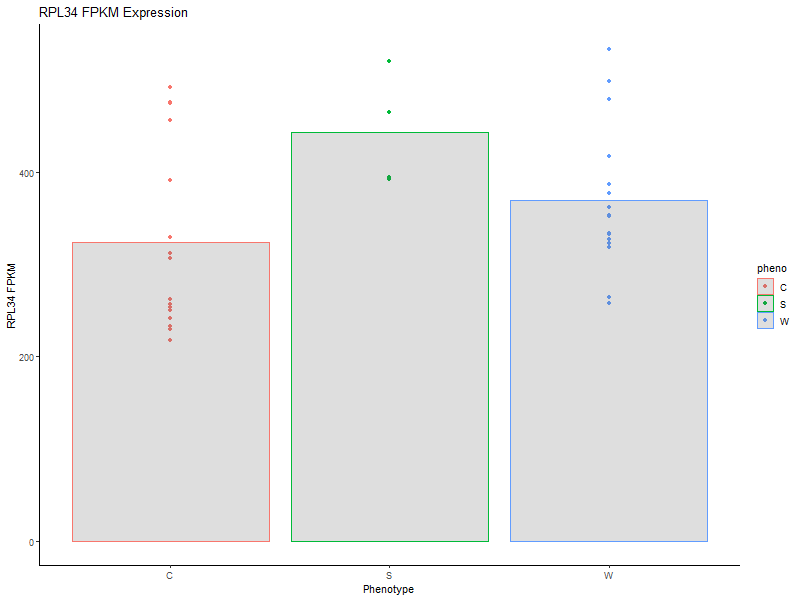 RPL34 FPKM Expression
RPL34 FPKM
400
200
0
C
S
W
Phenotype
pheno
C
S
W